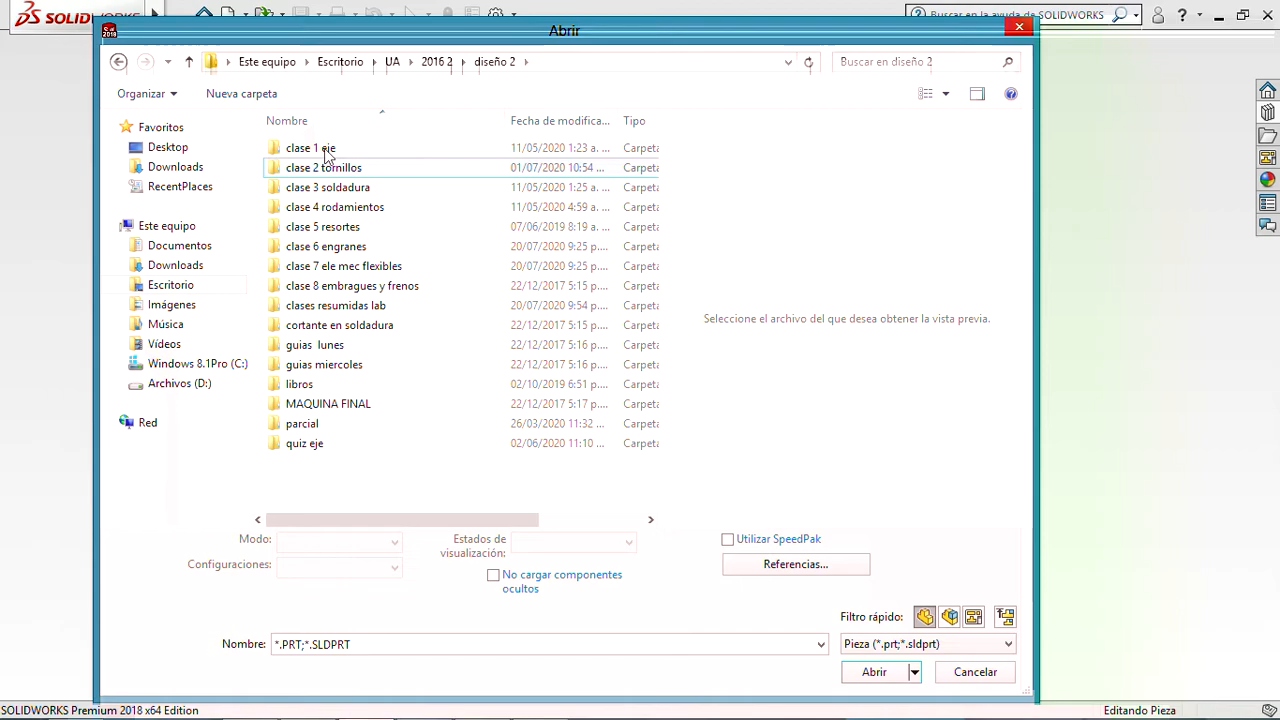 SOLIDWORKS
Buscar en la ayuda de SOLIDWORKS
2018
Abrir
Este equipo
Escritorio
UA
2016 2
diseño 2
Buscar en diseño 2
Organizar
Nueva carpeta
Nombre
Fecha de modifica...
Tipo
Favoritos
Desktop
Downloads
RecentPlaces
Este equipo
Documentos
Downloads
Escritorio
Imágenes
Música
Vídeos
Windows 8.1Pro (C:)
Archivos (D:)
Red
clase 1 eje 11/05/2020 1:23 a. ... Carpeta
clase 2 tornillos 01/07/2020 10:54 ... Carpeta
clase 3 soldadura 11/05/2020 1:25 a. ... Carpeta
clase 4 rodamientos 11/05/2020 4:59 a. ... Carpeta
clase 5 resortes 07/06/2019 8:19 a. ... Carpeta
clase 6 engranes 20/07/2020 9:25 p.... Carpeta
clase 7 ele mec flexibles 20/07/2020 9:25 p.... Carpeta
clase 8 embragues y frenos 22/12/2017 5:15 p.... Carpeta
clases resumidas lab 20/07/2020 9:54 p.... Carpeta
cortante en soldadura 22/12/2017 5:15 p.... Carpeta
guias lunes 22/12/2017 5:16 p.... Carpeta
guias miercoles 22/12/2017 5:16 p.... Carpeta
libros 02/10/2019 6:51 p.... Carpeta
MAQUINA FINAL 22/12/2017 5:17 p.... Carpeta
parcial 26/03/2020 11:32 ... Carpeta
quiz eje 02/06/2020 11:10 ... Carpeta
Seleccione el archivo del que desea obtener la vista previa.
Modo:
Configuraciones:
Estados de
visualización:
No cargar componentes
ocultos
Utilizar SpeedPak
Referencias...
Filtro rápido:
Nombre:
*.PRT;*.SLDPRT
Pieza (*.prt;*.sldprt)
Abrir
Cancelar
SOLIDWORKS Premium 2018 x64 Edition
Editando Pieza